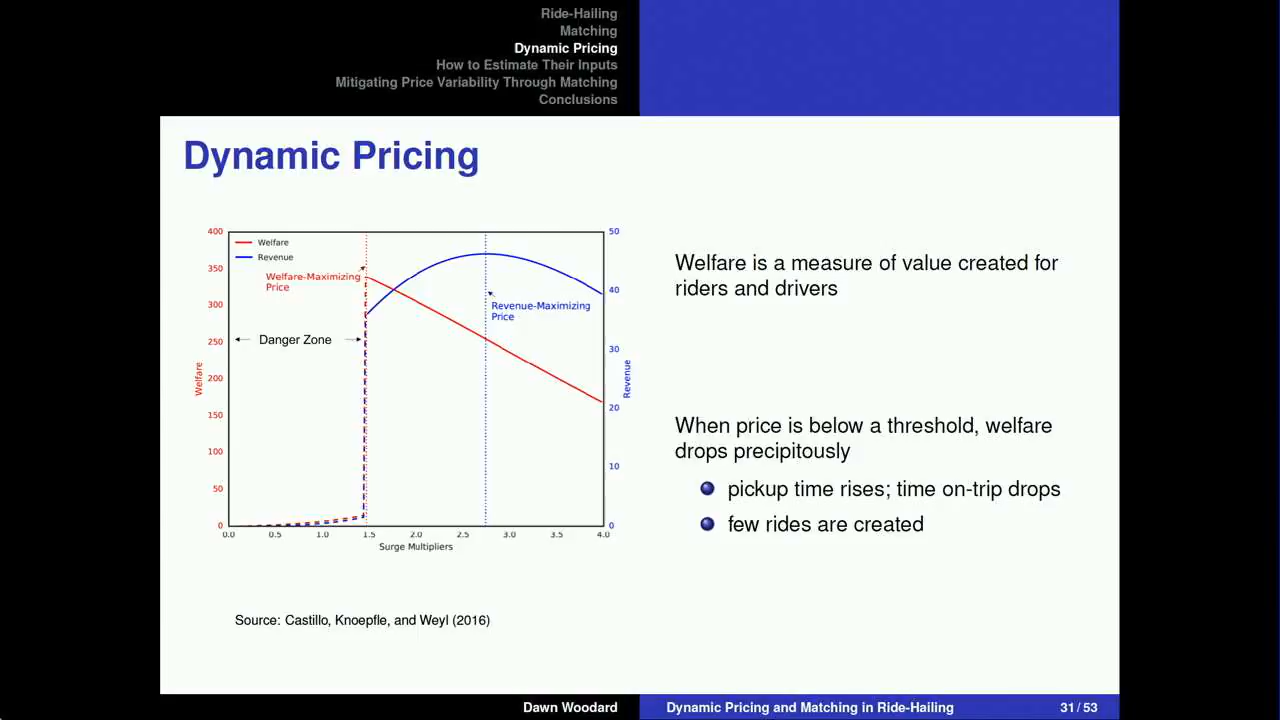 Ride-Hailing
Matching
Dynamic Pricing
How to Estimate Their Inputs
Mitigating Price Variability Through Matching
Conclusions
Dynamic Pricing
400
350
300
250
200
150
100
50
0
Welfare
Welfare
Revenue
Welfare-Maximizing
Price
Danger Zone
Revenue-Maximizing
Price
50
40
30
20
10
0
Revenue
0.0 0.5 1.0 1.5 2.0 2.5 3.0 3.5 4.0
Surge Multipliers
Source: Castillo, Knoepfle, and Weyl (2016)
Welfare is a measure of value created for
riders and drivers
When price is below a threshold, welfare
drops precipitously
pickup time rises; time on-trip drops
few rides are created
Dawn Woodard
Dynamic Pricing and Matching in Ride-Hailing
31 / 53